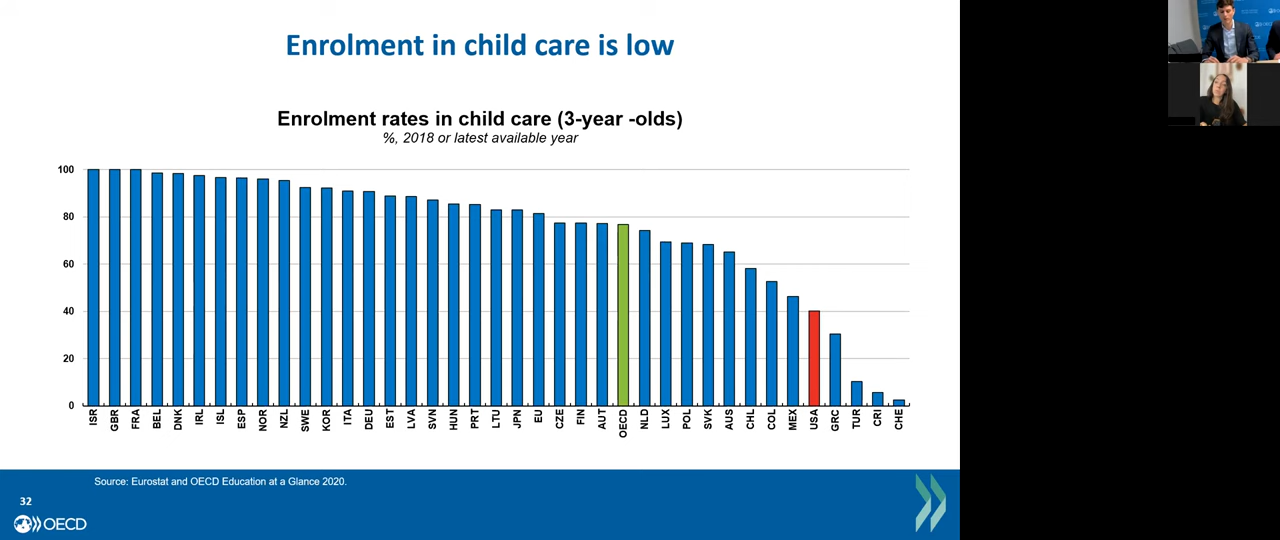 Enrolment in child care is low
Enrolment rates in child care (3-year -olds)
%, 2018 or latest available year
100
80
60
40
20
0
ISR GBR FRA BEL DNK IRL ISL ESP NOR NZL SWE KOR ITA DEU EST LVA SVN HUN PRT LTU JPN EU CZE FIN AUT OECD NLD LUX POL SVK AUS CHL COL MEX USA GRC TUR CRI CHE
Source: Eurostat and OECD Education at a Glance 2020.
32
OECD